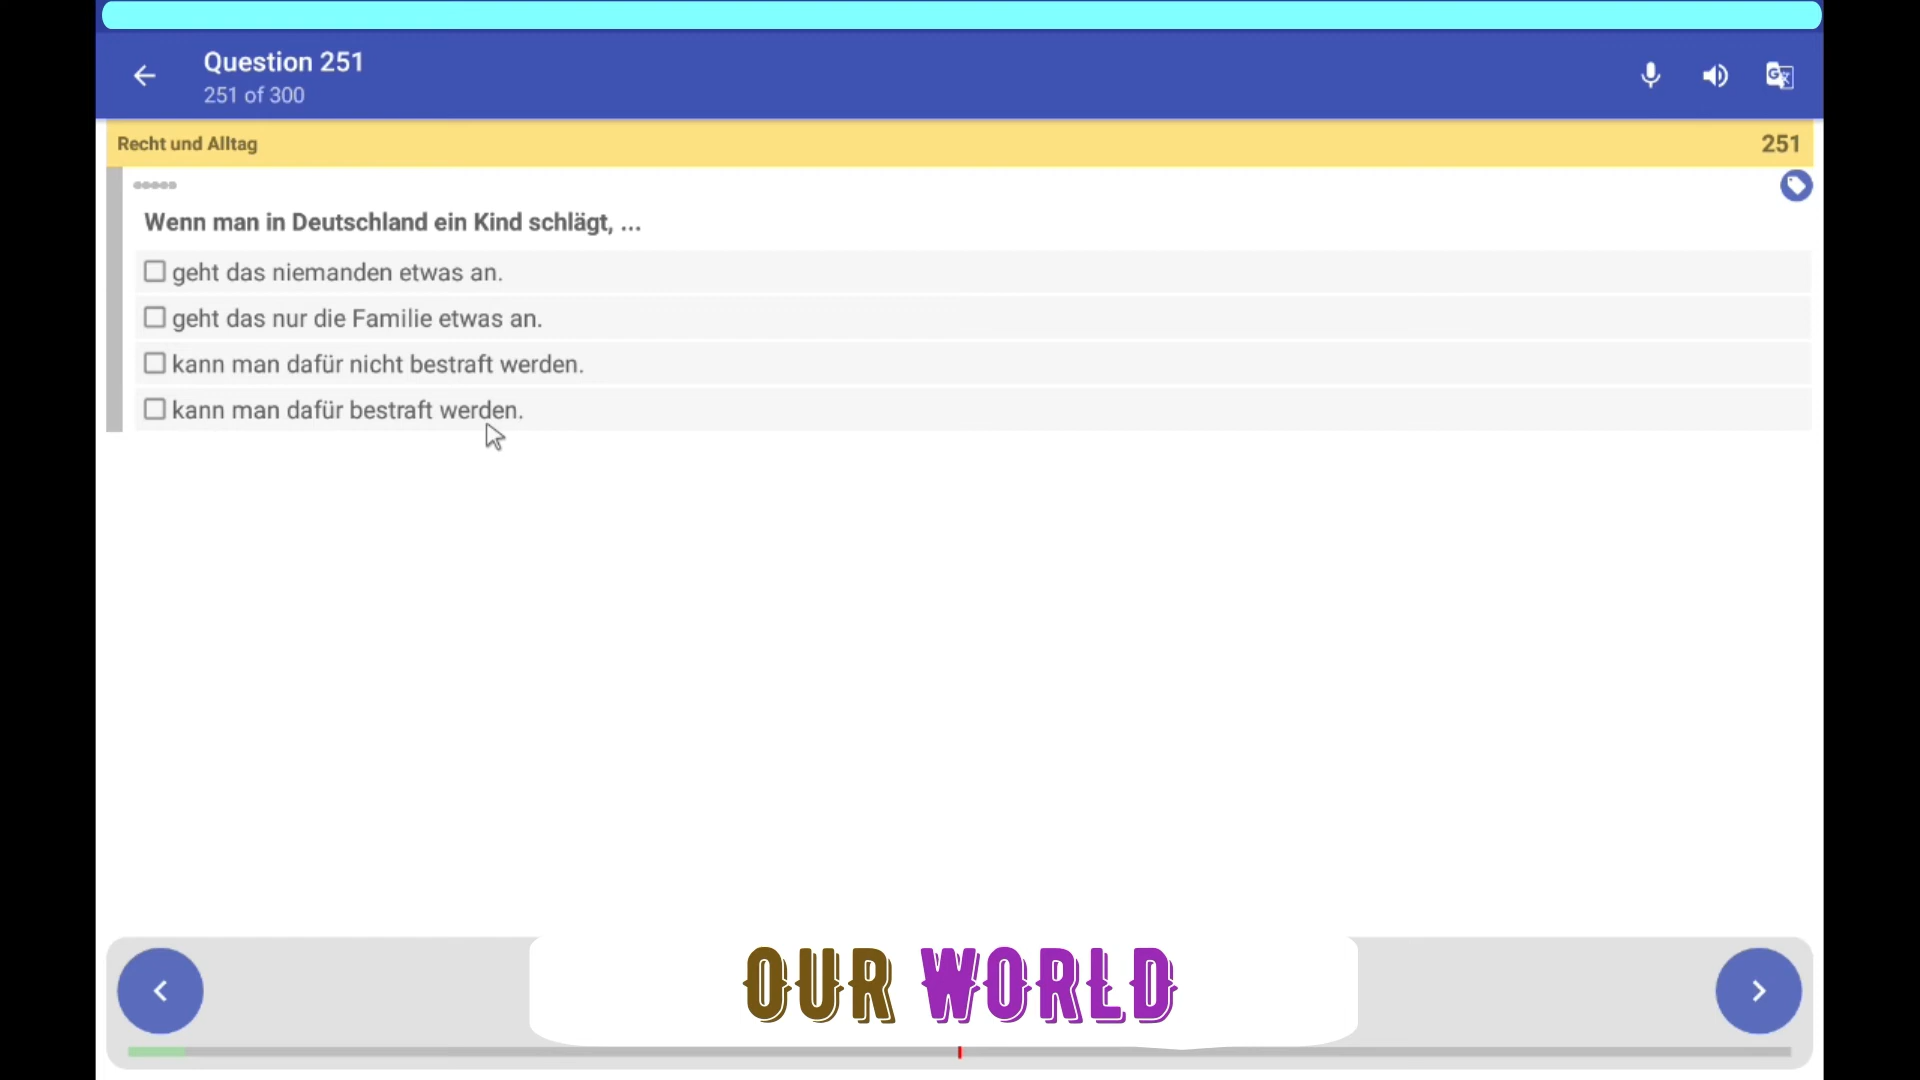 Question 251
251 of 300
Recht und Alltag
251
Wenn man in Deutschland ein Kind schlägt, ...
geht das niemanden etwas an.
geht das nur die Familie etwas an.
kann man dafür nicht bestraft werden.
kann man dafür bestraft werden.
OUR WORLD